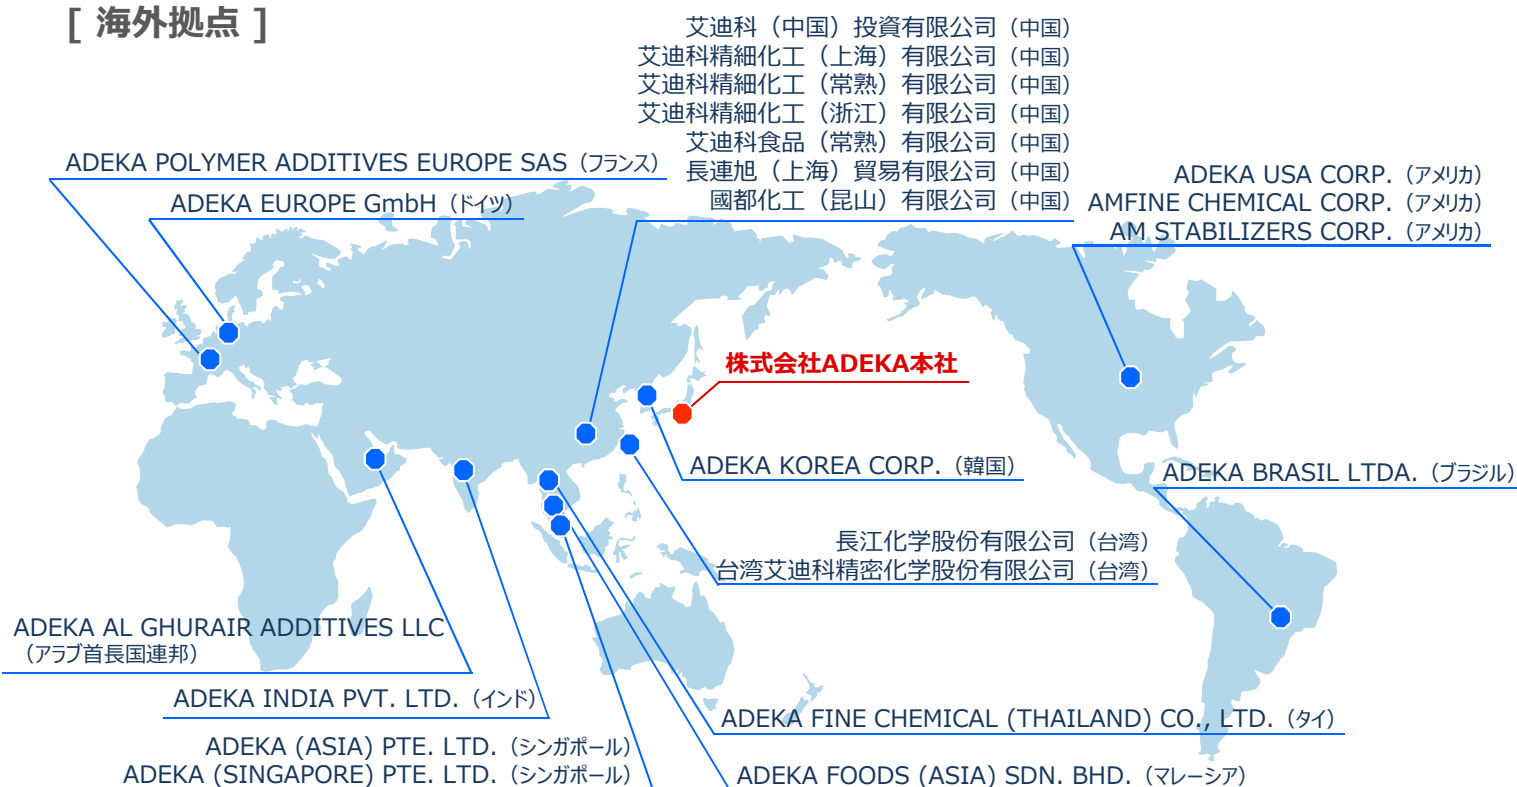 [ 海外拠点 ]
艾迪科（中国）投資有限公司（中国）
艾迪科精細化工（上海）有限公司（中国）
艾迪科精細化工（常熟）有限公司（中国）
艾迪科精細化工（浙江）有限公司（中国）
艾迪科食品（常熟）有限公司（中国）
長連旭（上海）貿易有限公司（中国）
國都化工（昆山）有限公司（中国）
ADEKA POLYMER ADDITIVES EUROPE SAS（フランス）
ADEKA EUROPE GmbH（ドイツ）
ADEKA USA CORP.（アメリカ）
AMFINE CHEMICAL CORP.（アメリカ）
AM STABILIZERS CORP.（アメリカ）
株式会社ADEKA本社
ADEKA KOREA CORP.（韓国）
ADEKA BRASIL LTDA.（ブラジル）
長江化学股份有限公司（台湾）
台湾艾迪科精密化学股份有限公司（台湾）
ADEKA AL GHURAIR ADDITIVES LLC
（アラブ首長国連邦）
ADEKA INDIA PVT. LTD.（インド）
ADEKA FINE CHEMICAL (THAILAND) CO., LTD.（タイ）
ADEKA (ASIA) PTE. LTD.（シンガポール）
ADEKA (SINGAPORE) PTE. LTD.（シンガポール）
ADEKA FOODS (ASIA) SDN. BHD.（マレーシア）